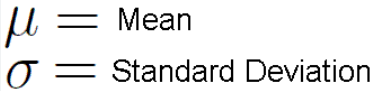 μ = Mean
σ = Standard Deviation